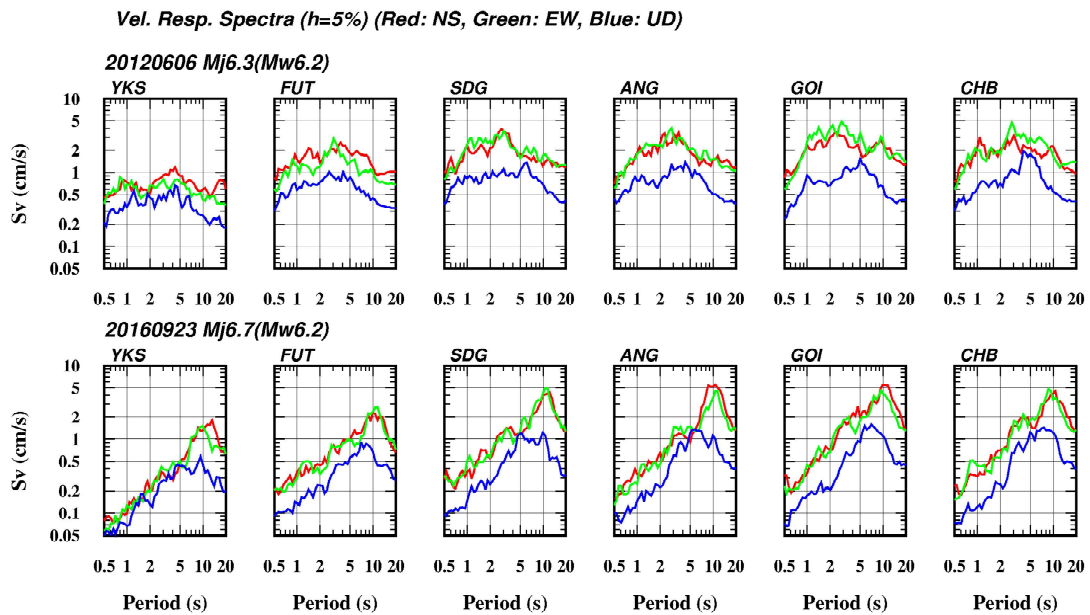 Vel. Resp. Spectra (h=5%) (Red: NS, Green: EW, Blue: UD)
20120606 Mj6.3(Mw6.2)
YKS FUT SDG ANG GOI CHB
10
5
2
1
0.5
0.2
0.1
0.05
Sv (cm/s)
0.5 1 2 5 10 20 0.5 1 2 5 10 20 0.5 1 2 5 10 20 0.5 1 2 5 10 20 0.5 1 2 5 10 20 0.5 1 2 5 10 20
20160923 Mj6.7(Mw6.2)
YKS FUT SDG ANG GOI CHB
10
5
2
1
0.5
0.2
0.1
0.05
Sv (cm/s)
0.5 1 2 5 10 20 0.5 1 2 5 10 20 0.5 1 2 5 10 20 0.5 1 2 5 10 20 0.5 1 2 5 10 20 0.5 1 2 5 10 20
Period (s) Period (s) Period (s) Period (s) Period (s) Period (s)